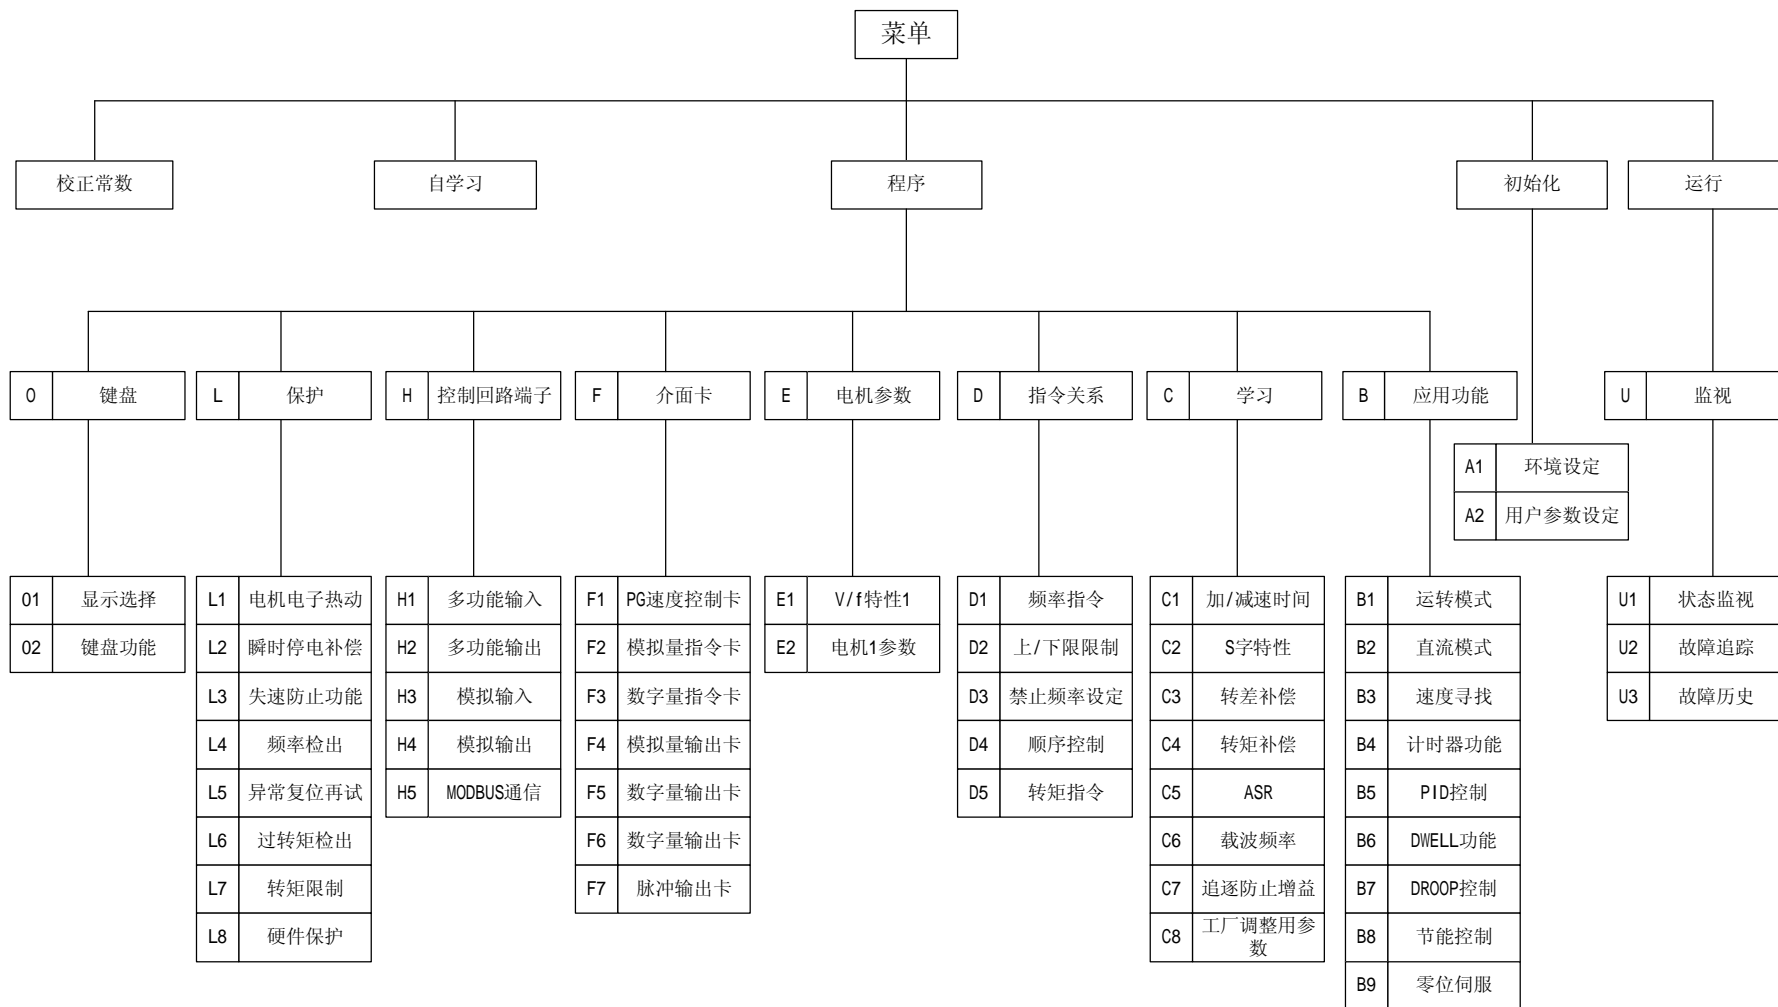 菜单
校正常数
自学习
程序
初始化
运行
O 键盘
L 保护
H 控制回路端子
F 介面卡
E 电机参数
D 指令关系
C 学习
B 应用功能
U 监视
A1 环境设定
A2 用户参数设定
O1 显示选择
O2 键盘功能
L1 电机电子热动
L2 瞬时停电补偿
L3 失速防止功能
L4 频率检出
L5 异常复位再试
L6 过转矩检出
L7 转矩限制
L8 硬件保护
H1 多功能输入
H2 多功能输出
H3 模拟输入
H4 模拟输出
H5 MODBUS通信
F1 PG速度控制卡
F2 模拟量指令卡
F3 数字量指令卡
F4 模拟量输出卡
F5 数字量输出卡
F6 数字量输出卡
F7 脉冲输出卡
E1 V/f特性1
E2 电机1参数
D1 频率指令
D2 上/下限限制
D3 禁止频率设定
D4 顺序控制
D5 转矩指令
C1 加/减速时间
C2 S字特性
C3 转差补偿
C4 转矩补偿
C5 ASR
C6 载波频率
C7 追逐防止增益
C8 工厂调整用参
数
B1 运转模式
B2 直流模式
B3 速度寻找
B4 计时器功能
B5 PID控制
B6 DWELL功能
B7 DROOP控制
B8 节能控制
B9 零位伺服
U1 状态监视
U2 故障追踪
U3 故障历史